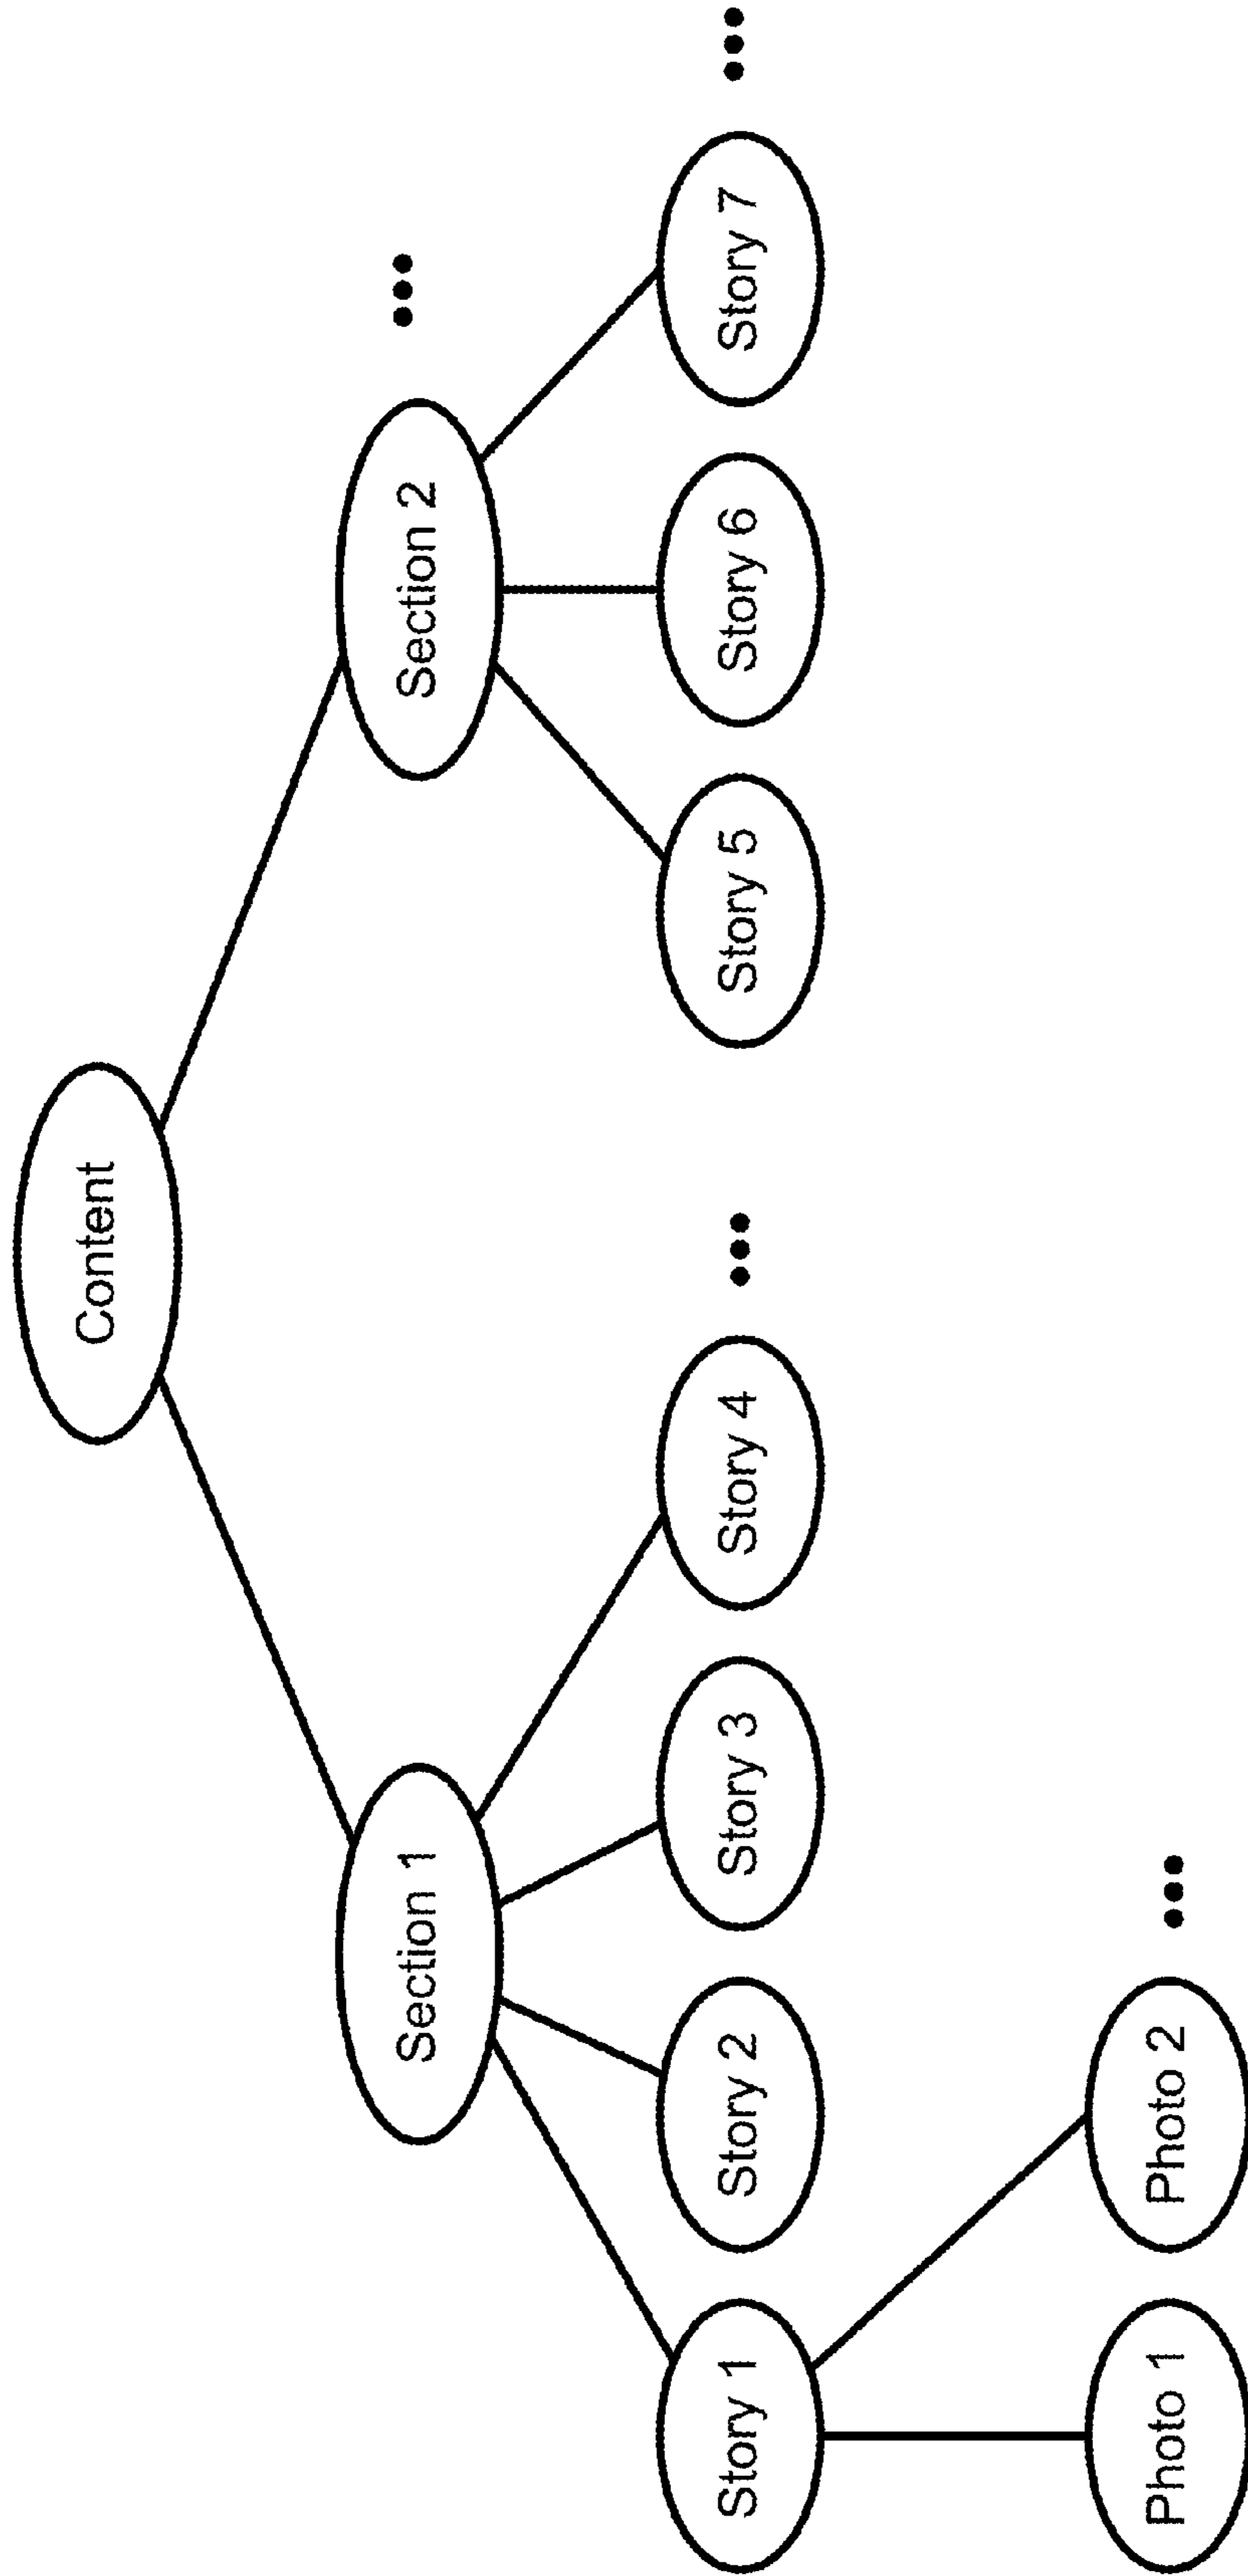 Content
Section 1
Section 2
•••
Story 1
Story 2
Story 3
Story 4
•••
Story 5
Story 6
Story 7
•••
Photo 1
Photo 2
•••